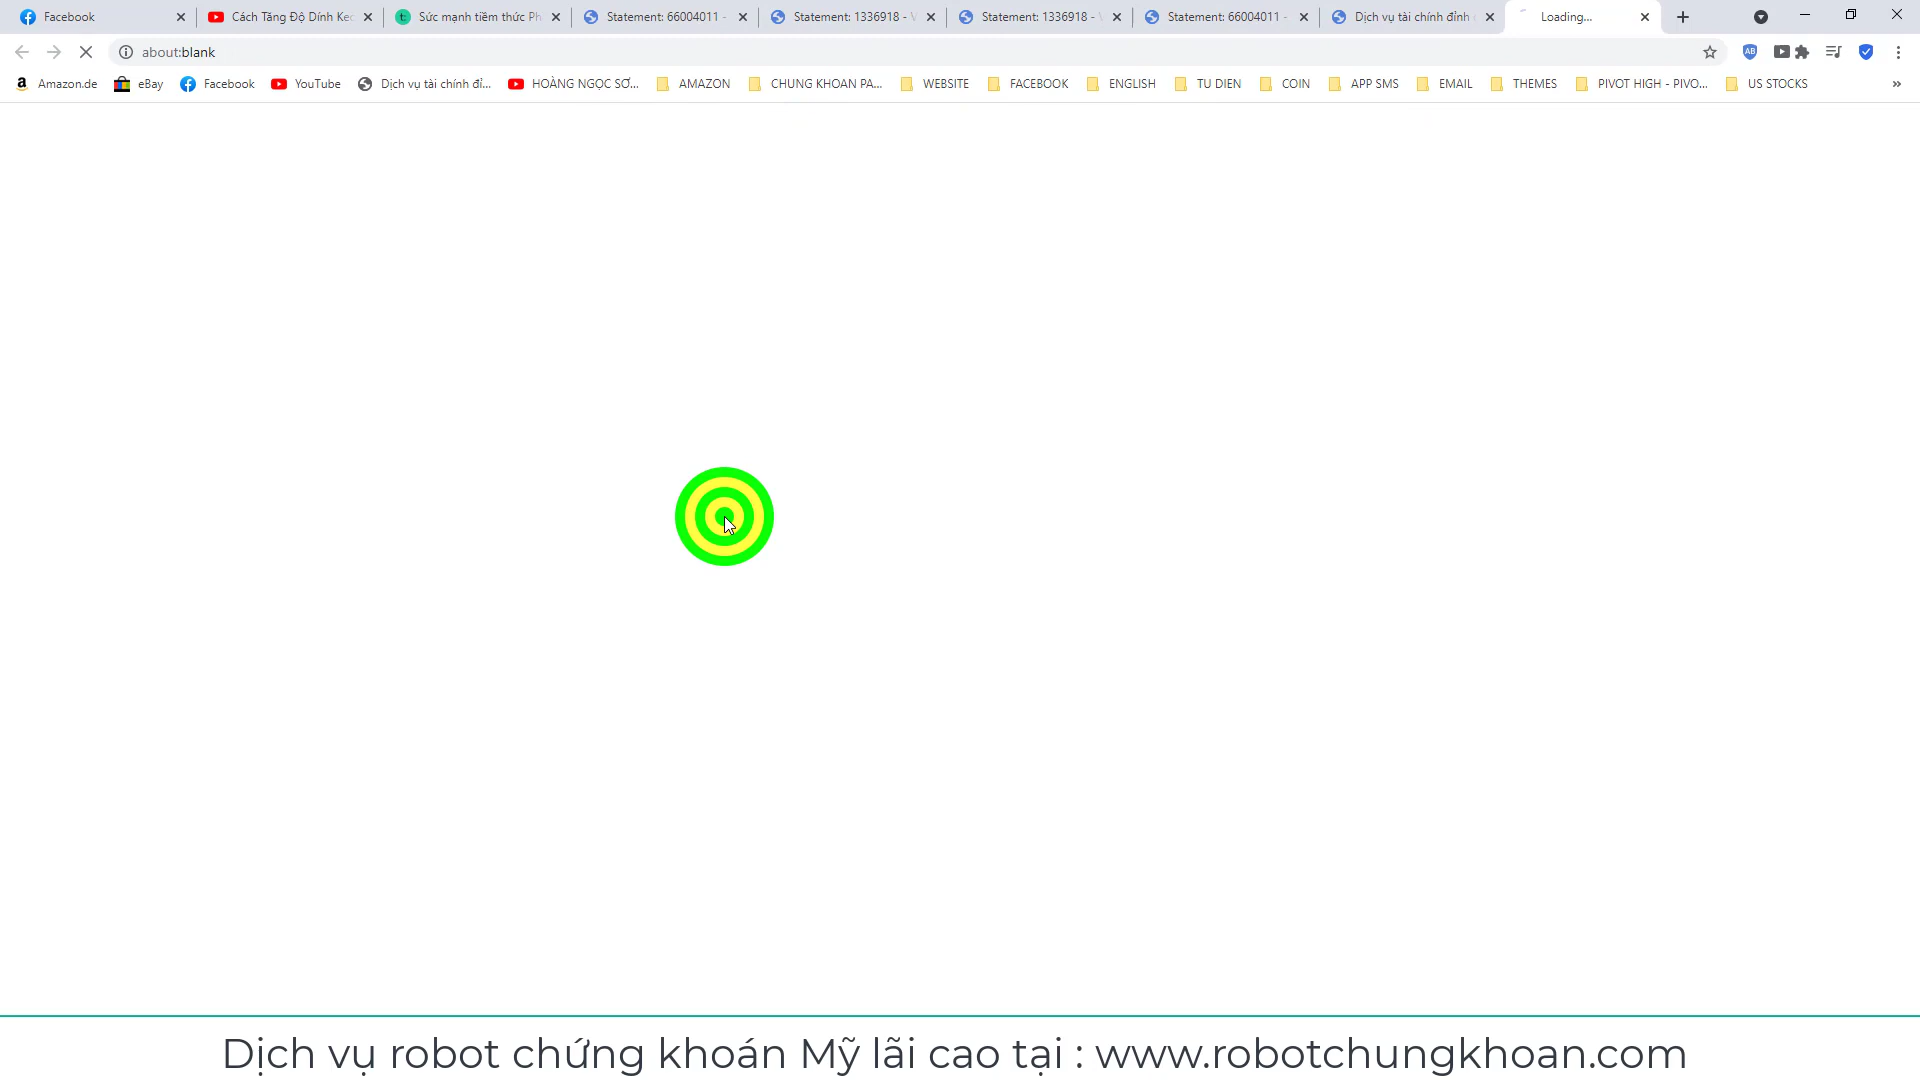 Facebook
Cách Tăng Độ Dính Keo
Sức mạnh tiềm thức Ph
Statement: 66004011 -
Statement: 1336918 - V
Statement: 1336918 - V
Statement: 66004011 -
Dịch vụ tài chính đỉnh
Loading...
about:blank
Amazon.de
eBay
Facebook
YouTube
Dịch vụ tài chính đỉ...
HOÀNG NGỌC SƠ...
AMAZON
CHUNG KHOAN PA...
WEBSITE
FACEBOOK
ENGLISH
TU DIEN
COIN
APP SMS
EMAIL
THEMES
PIVOT HIGH - PIVO...
US STOCKS
Dịch vụ robot chứng khoán Mỹ lãi cao tại : www.robotchungkhoan.com